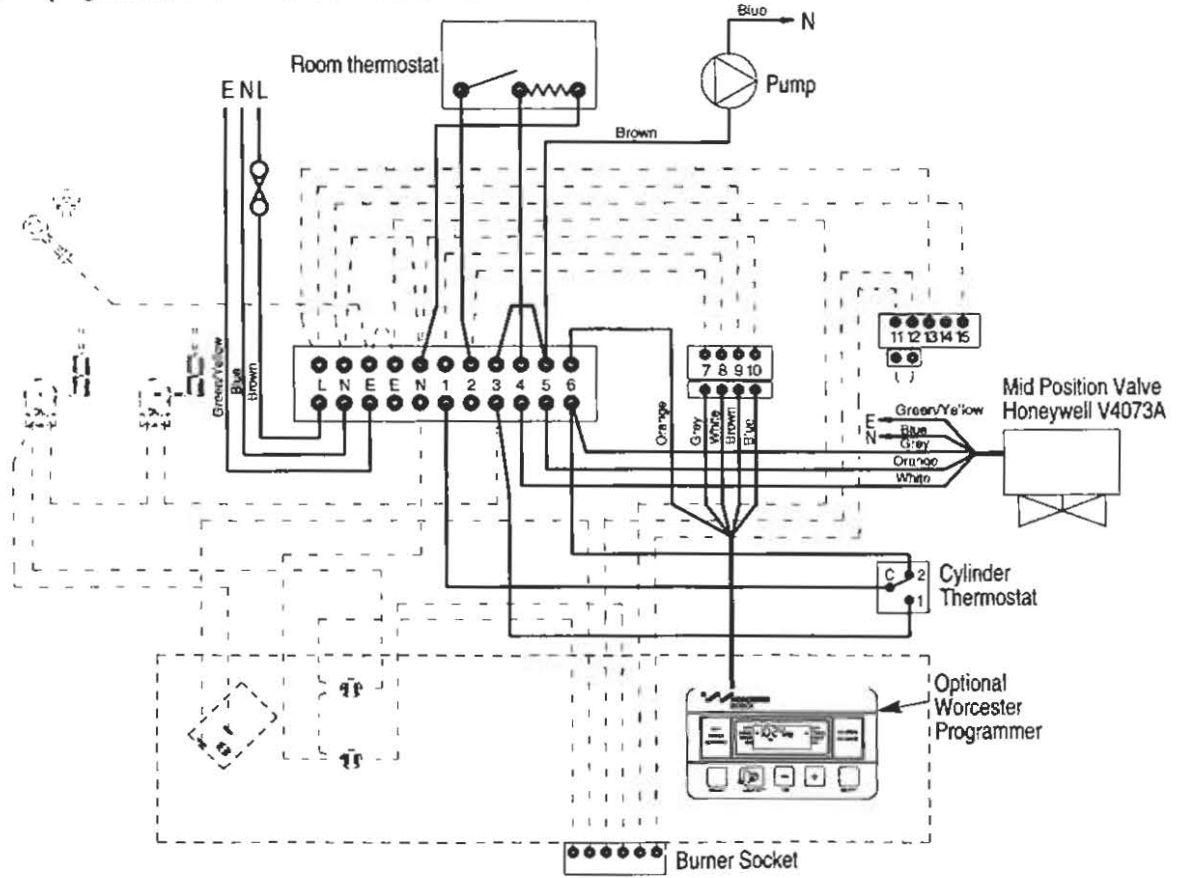 Blue
N
Room thermostat
Pump
E N L
Brown
Green/Yellow
Blue
Brown
L N E E N 1 2 3 4 5 6
7 8 9 10
11 12 13 14 15
Orange
Grey
White
Brown
Blue
Mid Position Valve
Honeywell V4073A
Green/Yellow
E
Blue
N
Grey
Orange
White
C 2
1
Cylinder
Thermostat
Optional
Worcester
Programmer
Burner Socket